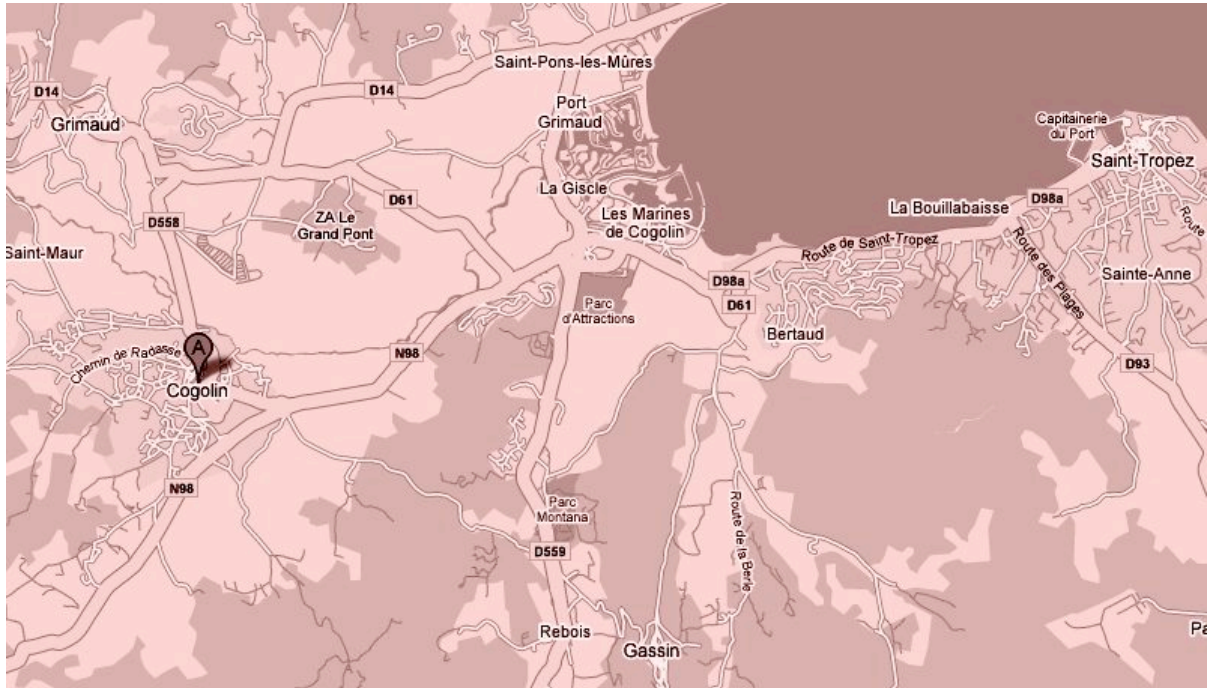 Saint-Pons-les-Mûres
D14
D14
Port
Grimaud
Grimaud
Capitainerie
du Port
Saint-Tropez
La Giscle
D61
D98a
La Bouillabaisse
ZA Le
Grand Pont
D558
Les Marines
de Cogolin
Route
Saint-Maur
Route de Saint-Tropez
Route des Plages
Sainte-Anne
D98a
D61
Parc
d'Attractions
Bertaud
A
Chemin de Radasse
N98
D93
Cogolin
N98
Parc
Montana
Route de la Berle
D559
Rebois
Gassin
Pa